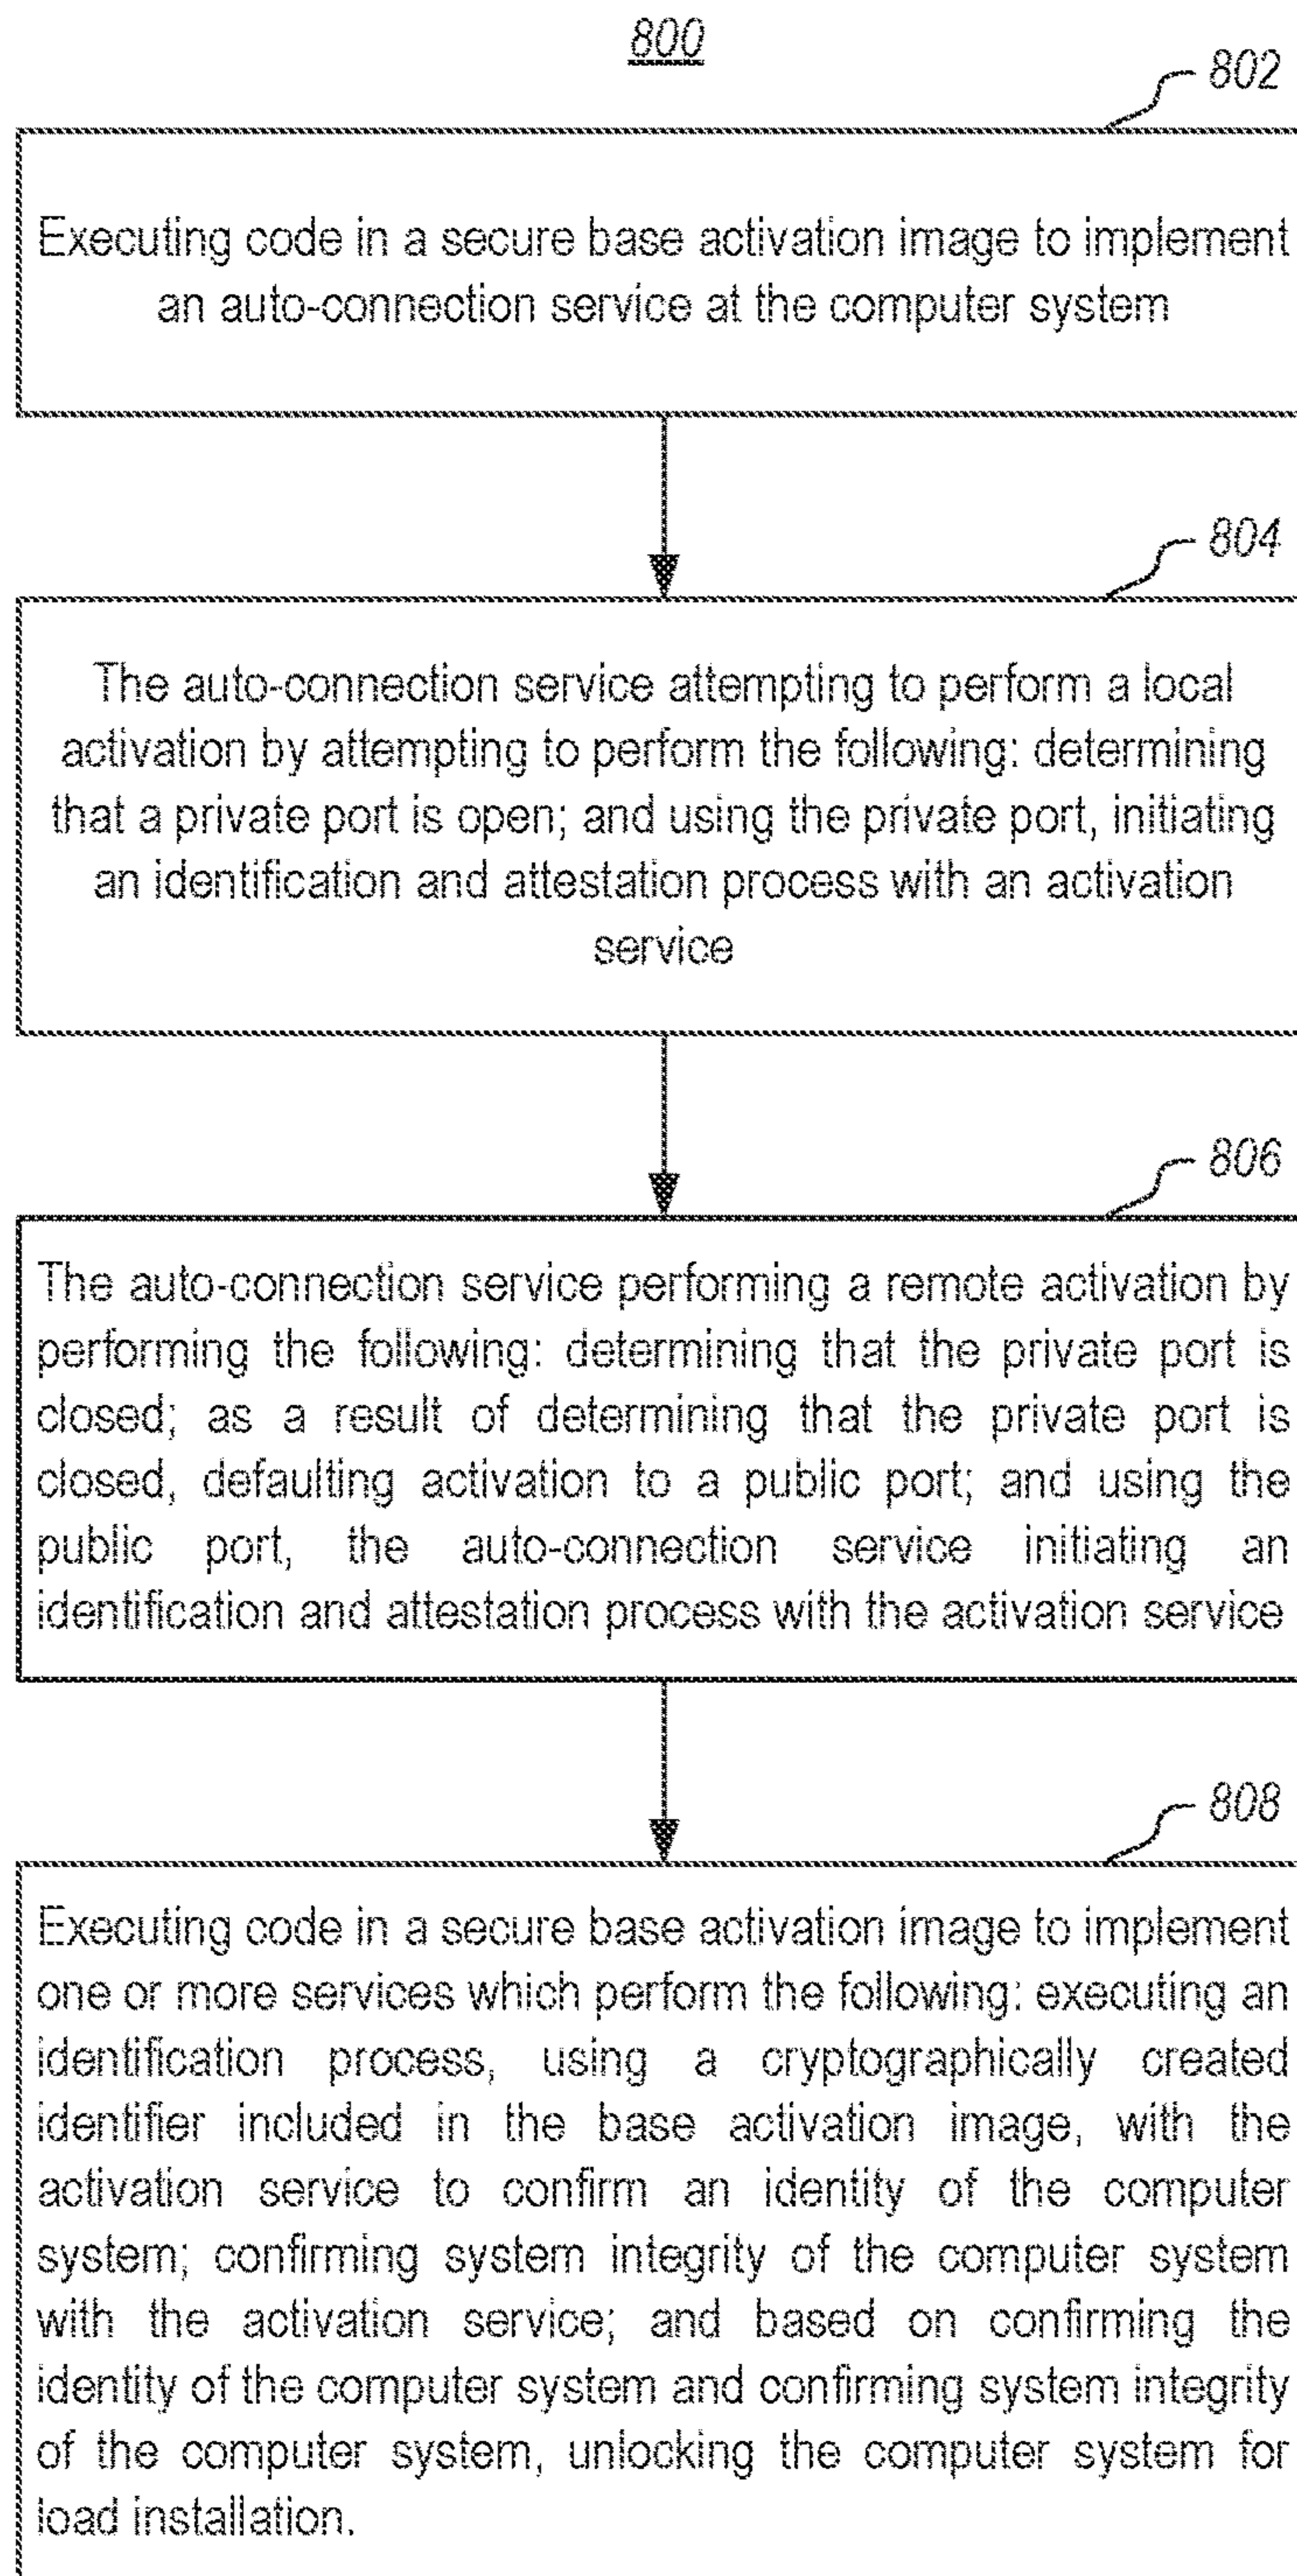 800
802
Executing code in a secure base activation image to implement
an auto-connection service at the computer system
804
The auto-connection service attempting to perform a local
activation by attempting to perform the following: determining
that a private port is open; and using the private port, initiating
an identification and attestation process with an activation
service
806
The auto-connection service performing a remote activation by
performing the following: determining that the private port is
closed; as a result of determining that the private port is
closed, defaulting activation to a public port; and using the
public port, the auto-connection service initiating an
identification and attestation process with the activation service
808
Executing code in a secure base activation image to implement
one or more services which perform the following: executing an
identification process, using a cryptographically created
identifier included in the base activation image, with the
activation service to confirm an identity of the computer
system; confirming system integrity of the computer system
with the activation service; and based on confirming the
identity of the computer system and confirming system integrity
of the computer system, unlocking the computer system for
load installation.